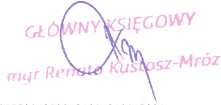 GŁÓWNY KSIĘGOWY
mgr Renata Kustosz-Mróz